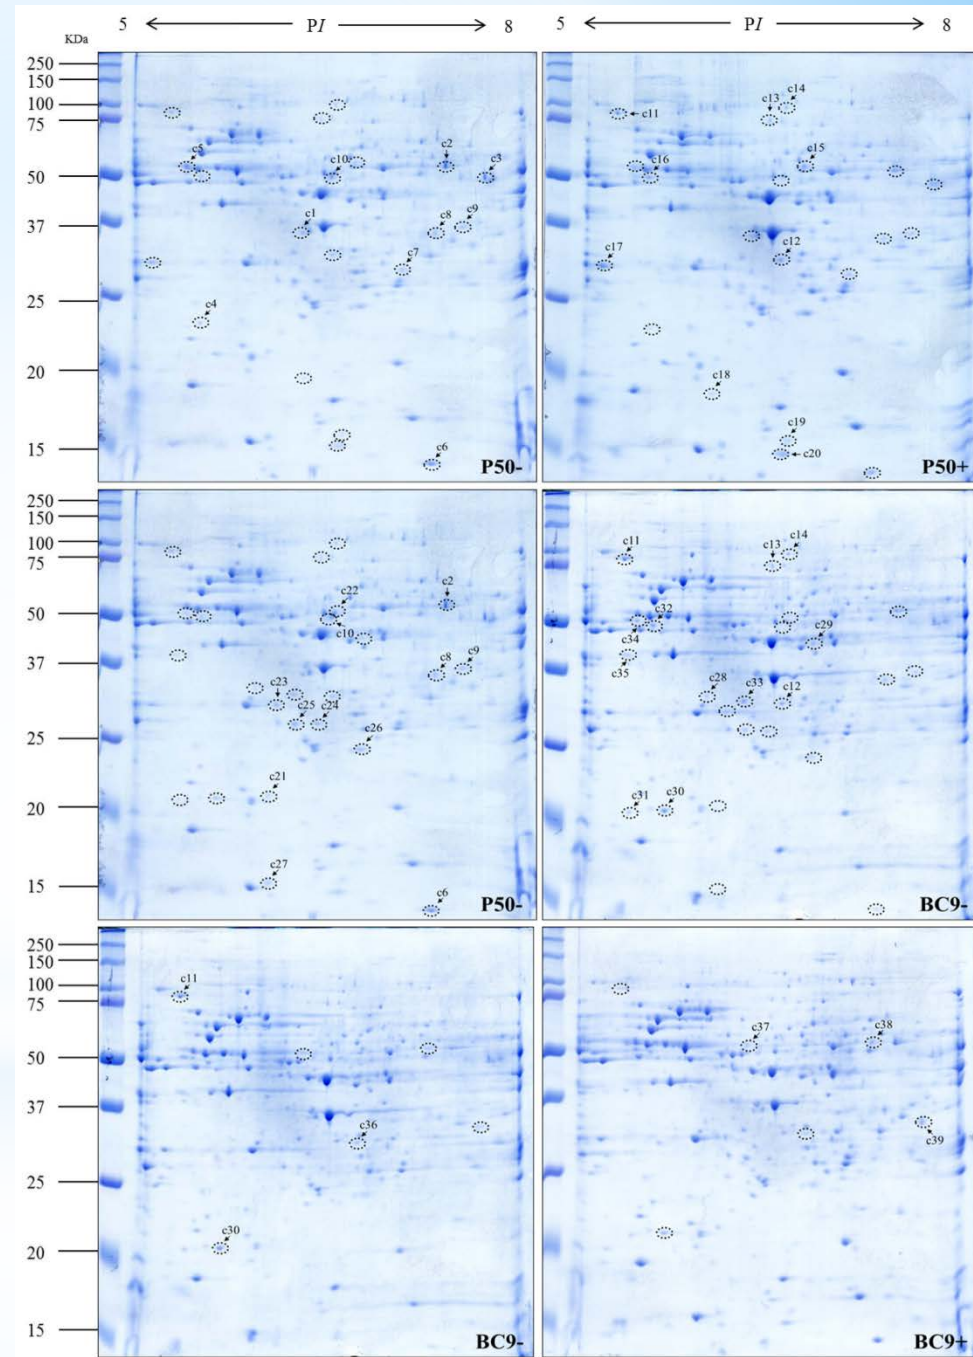 5 PI 8 5 PI 8
KDa
250
150
100
75
50
37
25
20
15
c5
c10
c2
c3
c1
c8
c9
c7
c4
c6
P50-
c11
c13
c14
c16
c15
c17
c12
c18
c19
c20
P50+
250
150
100
75
50
37
25
20
15
c22
c10
c2
c8
c9
c23
c25
c24
c26
c21
c27
c6
P50-
c11
c13
c14
c32
c34
c29
c35
c28
c33
c12
c31
c30
BC9-
250
150
100
75
50
37
25
20
15
c11
c36
c30
BC9-
c37
c38
c39
BC9+